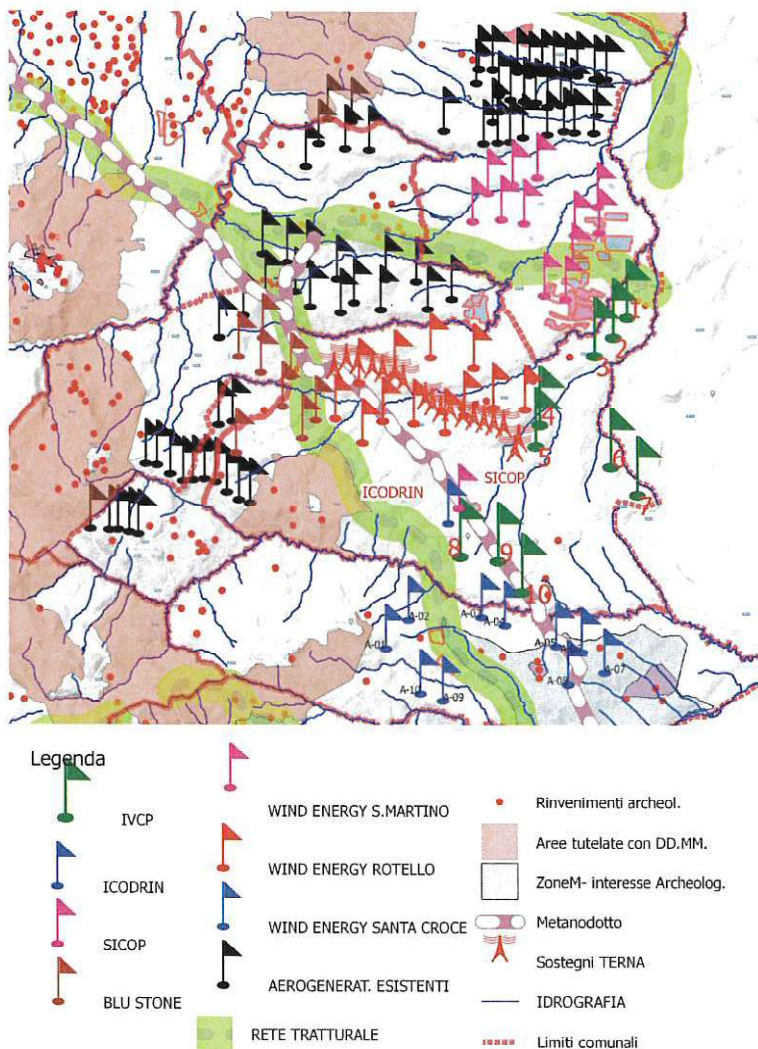 1
2
3
4
5
6
7
ICODRIN
SICOP
8
9
10
A-02
A-04
A-01
A-05
A-07
A-08
A-10
A-09
Legenda
IVCP
ICODRIN
SICOP
BLU STONE
WIND ENERGY S.MARTINO
WIND ENERGY ROTELLO
WIND ENERGY SANTA CROCE
AEROGENERAT. ESISTENTI
RETE TRATTURALE
Rinvenimenti archeol.
Aree tutelate con DD.MM.
ZoneM- interesse Archeolog.
Metanodotto
Sostegni TERNA
IDROGRAFIA
Limiti comunali